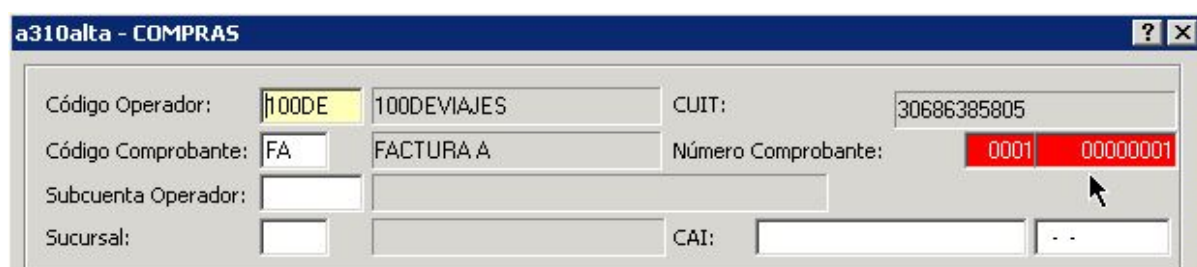 a310alta - COMPRAS ? X
Código Operador: 100DE 100DEVIAJES CUIT: 30686385805
Código Comprobante: FA FACTURA A Número Comprobante: 0001 00000001
Subcuenta Operador:
Sucursal: CAI: - -